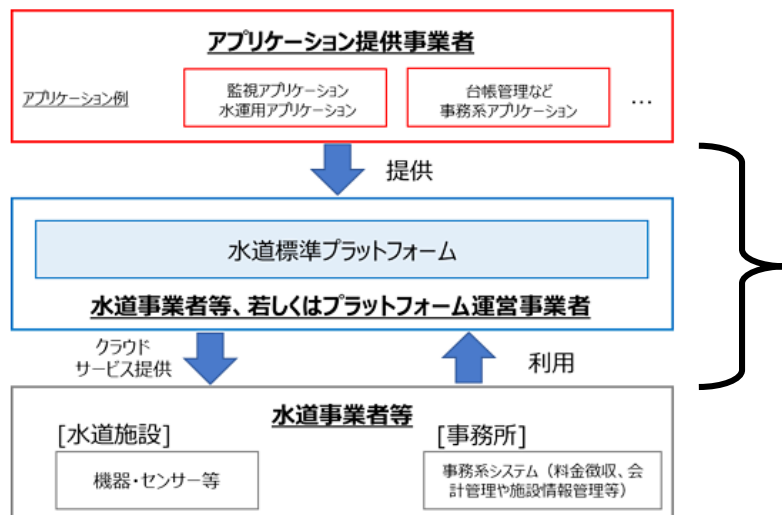 アプリケーション提供事業者
アプリケーション例
監視アプリケーション
水運用アプリケーション
台帳管理など
事務系アプリケーション
…
提供
水道標準プラットフォーム
水道事業者等、若しくはプラットフォーム運営事業者
クラウド
サービス提供
利用
水道事業者等
[水道施設]
[事務所]
機器・センサー等
事務系システム（料金徴収、会
計管理や施設情報管理等）